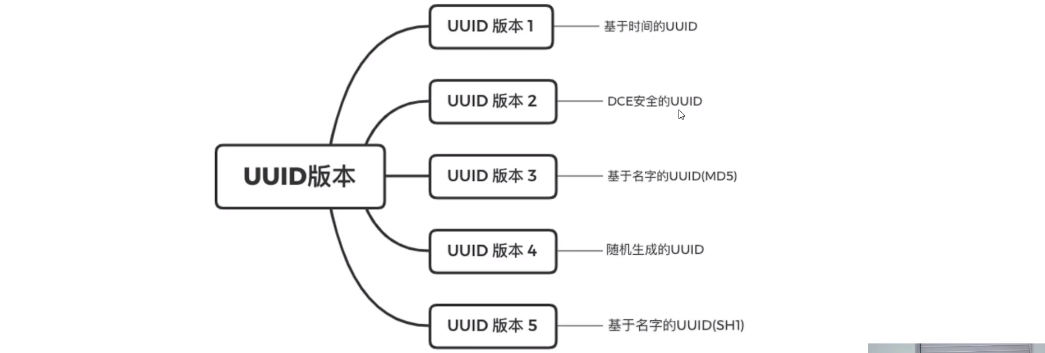 UUID版本
UUID 版本 1
基于时间的UUID
UUID 版本 2
DCE安全的UUID
UUID 版本 3
基于名字的UUID(MD5)
UUID 版本 4
随机生成的UUID
UUID 版本 5
基于名字的UUID(SH1)